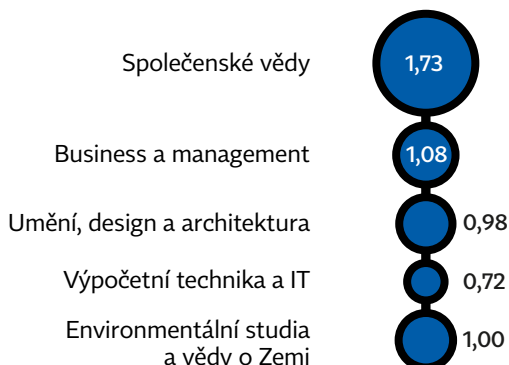 Společenské vědy 1,73
Business a management 1,08
Umění, design a architektura 0,98
Výpočetní technika a IT 0,72
Environmentální studia
a vědy o Zemi 1,00